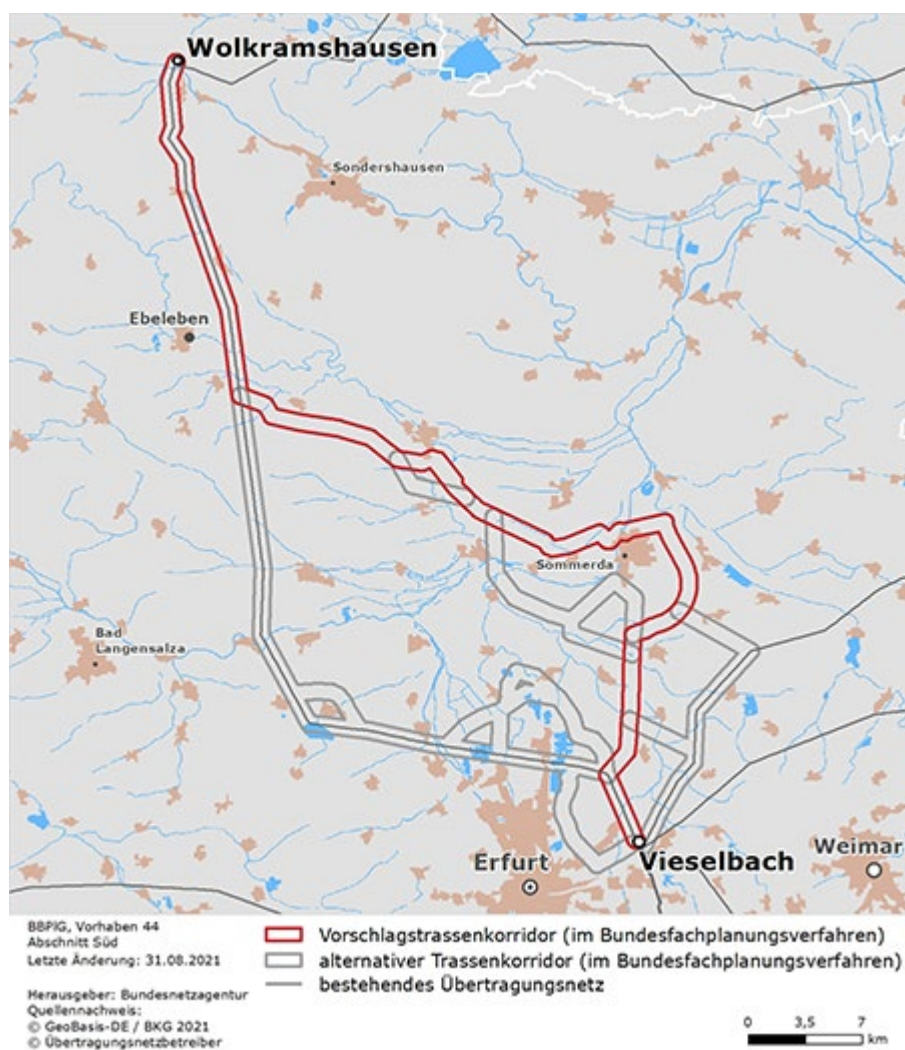 Wolkramshausen
Sondershausen
Ebeleben
Sömmerda
Bad
Langensalza
Erfurt
Vieselbach
Weimar
BBPlG, Vorhaben 44
Abschnitt Süd
Letzte Änderung: 31.08.2021
Herausgeber: Bundesnetzagentur
Quellennachweis:
© GeoBasis-DE / BKG 2021
© Übertragungsnetzbetreiber
Vorschlagstrassenkorridor (im Bundesfachplanungsverfahren)
alternativer Trassenkorridor (im Bundesfachplanungsverfahren)
bestehendes Übertragungsnetz
0 3,5 7
km